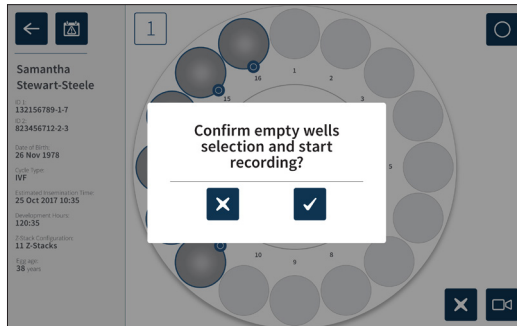 1
Samantha
Stewart-Steele
ID 1:
132156789-1-7
ID 2:
823456712-2-3
Date of Birth:
26 Nov 1978
Cycle Type:
IVF
Estimated Insemination Time:
25 Oct 2017 10:35
Development Hours:
120:35
Z-Stack Configuration:
11 Z-Stacks
Egg age:
38 years
16
1
2
15
3
Confirm empty wells
selection and start
recording?
5
10
9
8